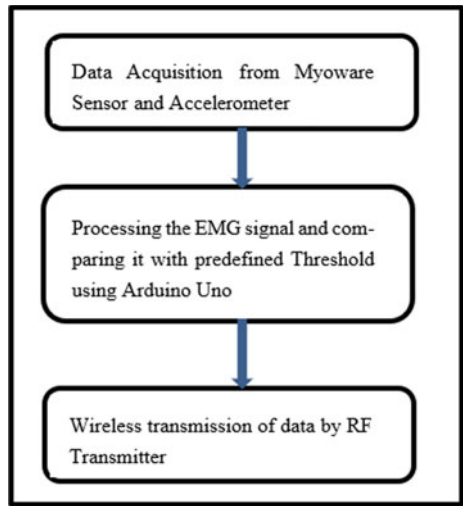 Data Acquisition from Myoware
Sensor and Accelerometer
Processing the EMG signal and com-
paring it with predefined Threshold
using Arduino Uno
Wireless transmission of data by RF
Transmitter